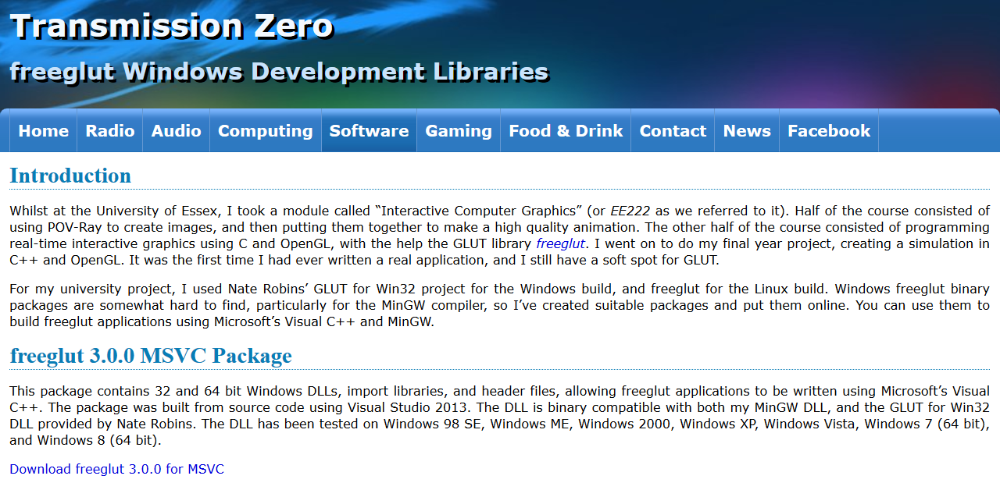 Transmission Zero
freeglut Windows Development Libraries
Home Radio Audio Computing Software Gaming Food & Drink Contact News Facebook
Introduction
Whilst at the University of Essex, I took a module called “Interactive Computer Graphics” (or EE222 as we referred to it). Half of the course consisted of
using POV-Ray to create images, and then putting them together to make a high quality animation. The other half of the course consisted of programming
real-time interactive graphics using C and OpenGL, with the help the GLUT library freeglut. I went on to do my final year project, creating a simulation in
C++ and OpenGL. It was the first time I had ever written a real application, and I still have a soft spot for GLUT.
For my university project, I used Nate Robins’ GLUT for Win32 project for the Windows build, and freeglut for the Linux build. Windows freeglut binary
packages are somewhat hard to find, particularly for the MinGW compiler, so I’ve created suitable packages and put them online. You can use them to
build freeglut applications using Microsoft’s Visual C++ and MinGW.
freeglut 3.0.0 MSVC Package
This package contains 32 and 64 bit Windows DLLs, import libraries, and header files, allowing freeglut applications to be written using Microsoft’s Visual
C++. The package was built from source code using Visual Studio 2013. The DLL is binary compatible with both my MinGW DLL, and the GLUT for Win32
DLL provided by Nate Robins. The DLL has been tested on Windows 98 SE, Windows ME, Windows 2000, Windows XP, Windows Vista, Windows 7 (64 bit),
and Windows 8 (64 bit).
Download freeglut 3.0.0 for MSVC